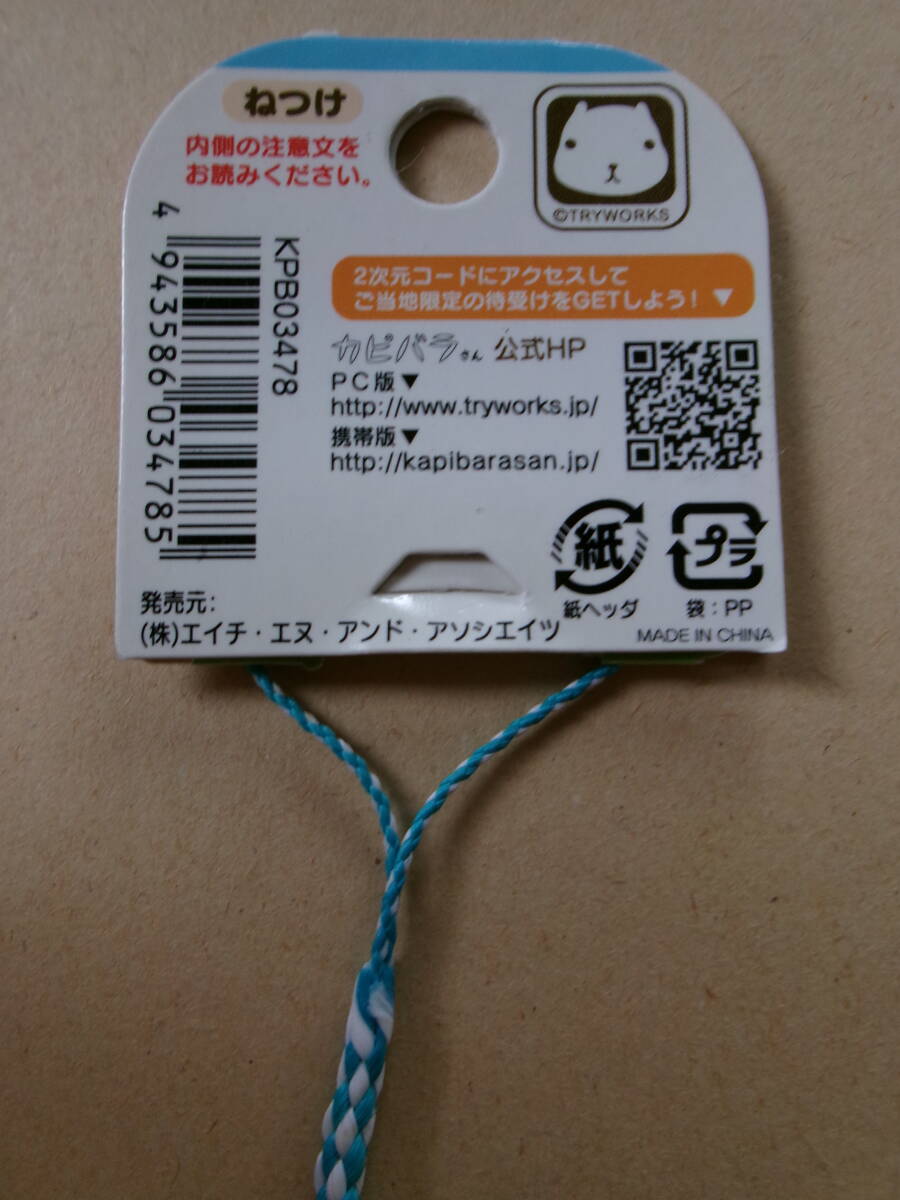 ねつけ
内側の注意文を
お読みください。
©TRYWORKS
4 943586 034785
KPB03478
2次元コードにアクセスして
ご当地限定の待受けをGETしよう!▼
カピバラさん 公式HP
PC版▼
http://www.tryworks.jp/
携帯版▼
http://kapibarasan.jp/
紙
紙ヘッダ
プラ
袋:PP
発売元:
(株)エイチ・エヌ・アンド・アソシエイツ
MADE IN CHINA